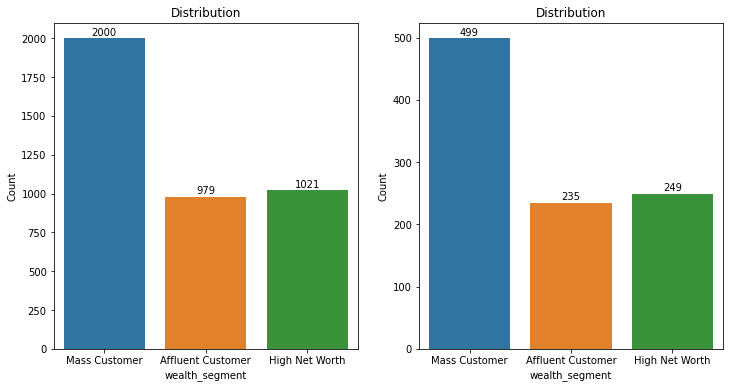 Distribution
2000
979
1021
2000
1750
1500
1250
1000
750
500
250
0
Count
Mass Customer Affluent Customer High Net Worth
wealth_segment
Distribution
499
235
249
500
400
300
200
100
0
Count
Mass Customer Affluent Customer High Net Worth
wealth_segment